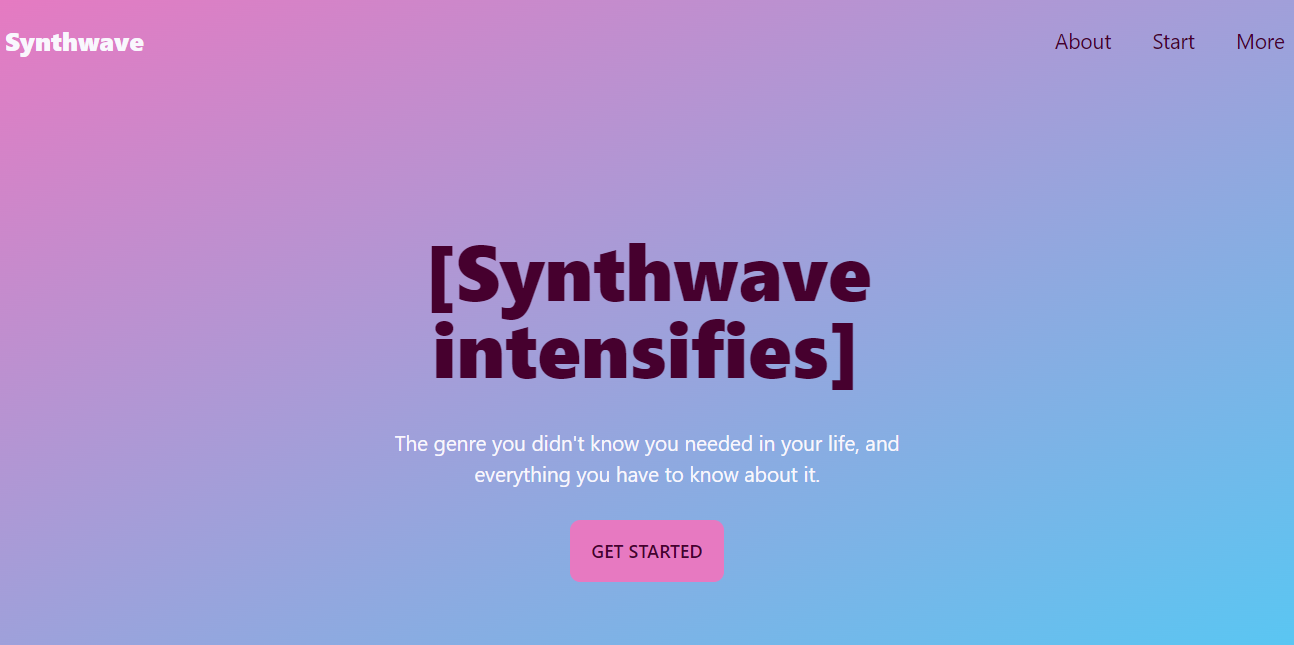 Synthwave
About Start More
[Synthwave
intensifies]
The genre you didn't know you needed in your life, and
everything you have to know about it.
GET STARTED